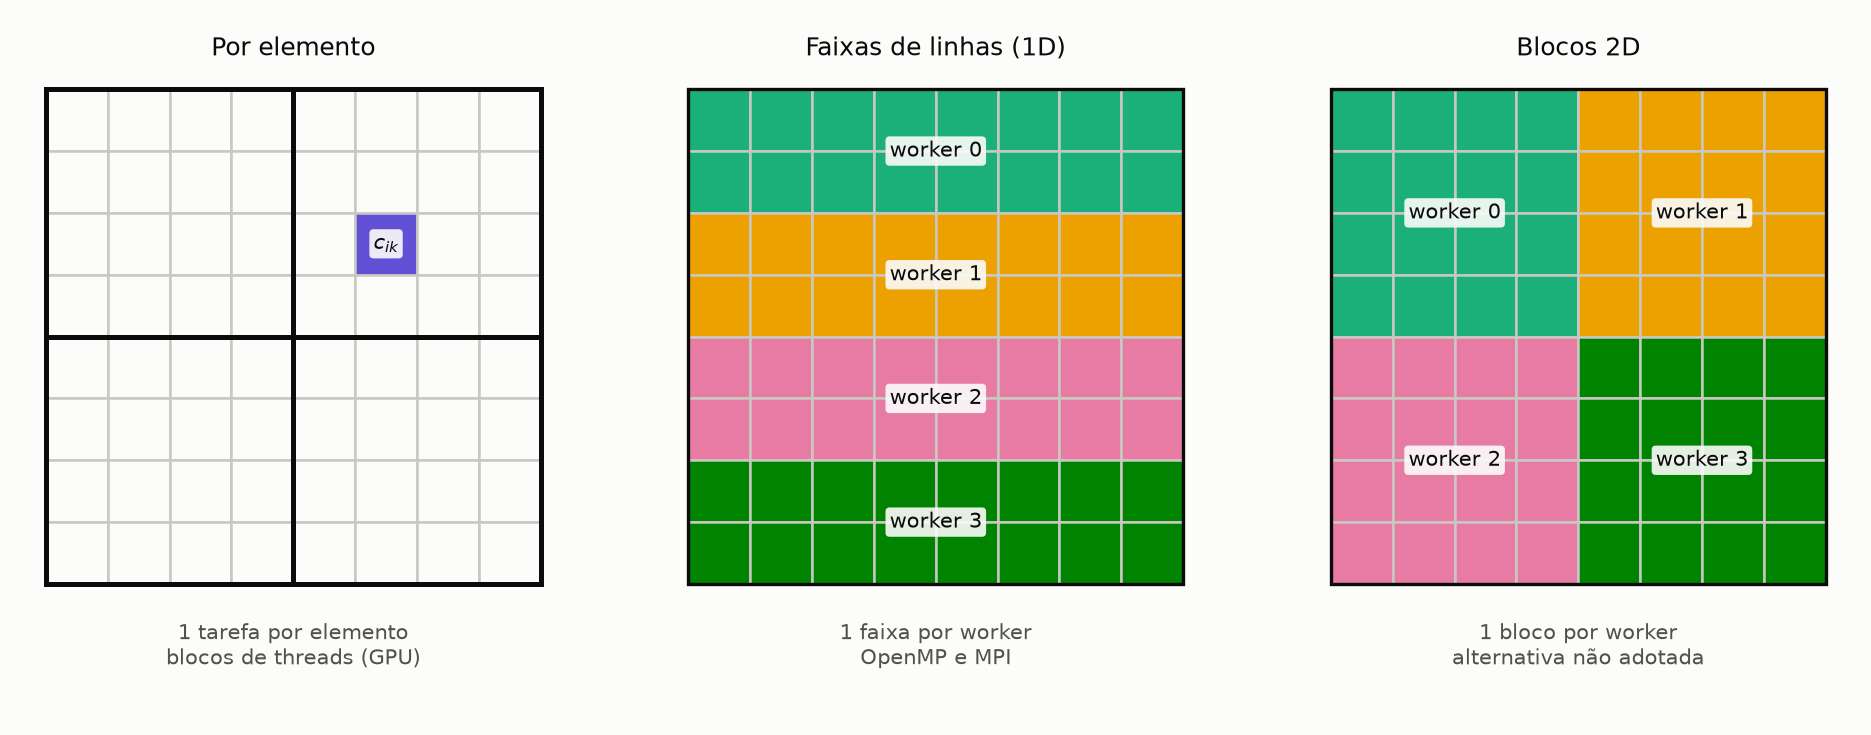 Por elemento
c_ik
1 tarefa por elemento
blocos de threads (GPU)
Faixas de linhas (1D)
worker 0
worker 1
worker 2
worker 3
1 faixa por worker
OpenMP e MPI
Blocos 2D
worker 0
worker 1
worker 2
worker 3
1 bloco por worker
alternativa não adotada